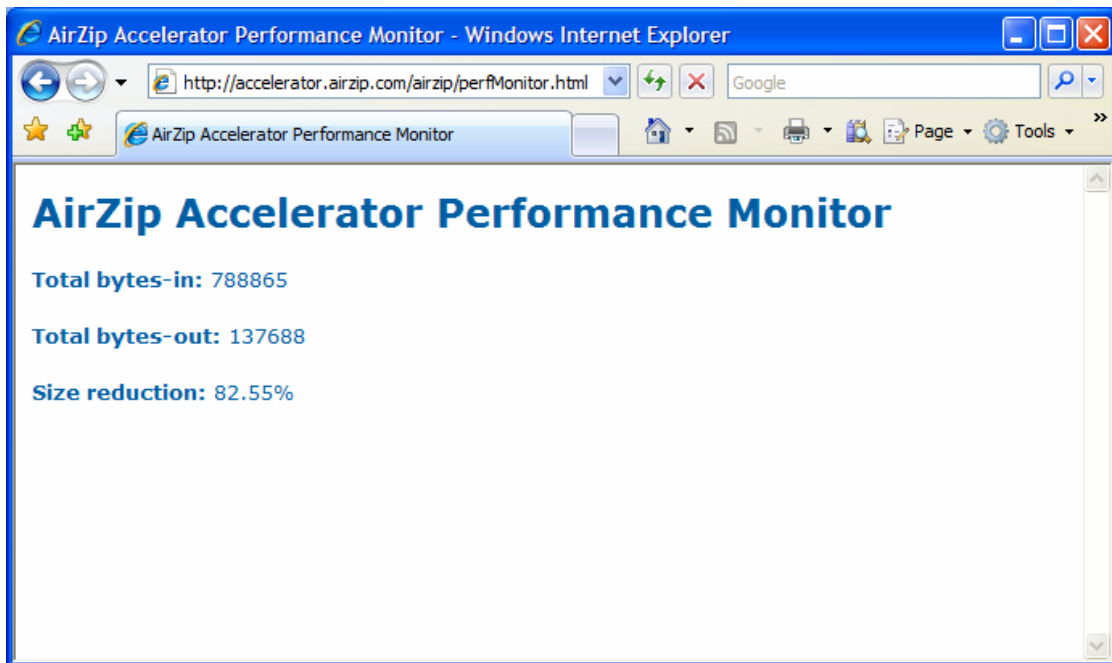 AirZip Accelerator Performance Monitor - Windows Internet Explorer
http://accelerator.airzip.com/airzip/perfMonitor.html
Google
AirZip Accelerator Performance Monitor
Page
Tools
»
AirZip Accelerator Performance Monitor
Total bytes-in: 788865
Total bytes-out: 137688
Size reduction: 82.55%